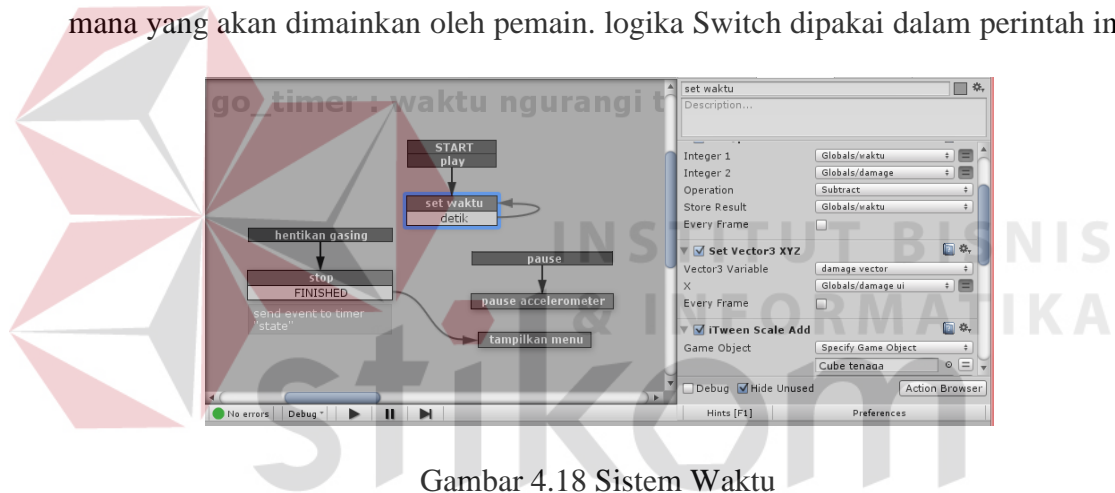 mana yang akan dimainkan oleh pemain. logika Switch dipakai dalam perintah in
go_timer : waktu ngurangi t
START
play
set waktu
detik
hentikan gasing
stop
FINISHED
send event to timer
"state"
pause
pause accelerometer
tampilkan menu
No errors
Debug
set waktu
Description...
Integer 1 Globals/waktu
Integer 2 Globals/damage
Operation Subtract
Store Result Globals/waktu
Every Frame
Set Vector3 XYZ
Vector3 Variable damage vector
X Globals/damage ui
Every Frame
iTween Scale Add
Game Object Specify Game Object
Cube tenaga
Debug Hide Unused Action Browser
Hints [F1] Preferences
INSTITUT BISNIS
& INFORMATIKA
stikom
Gambar 4.18 Sistem Waktu